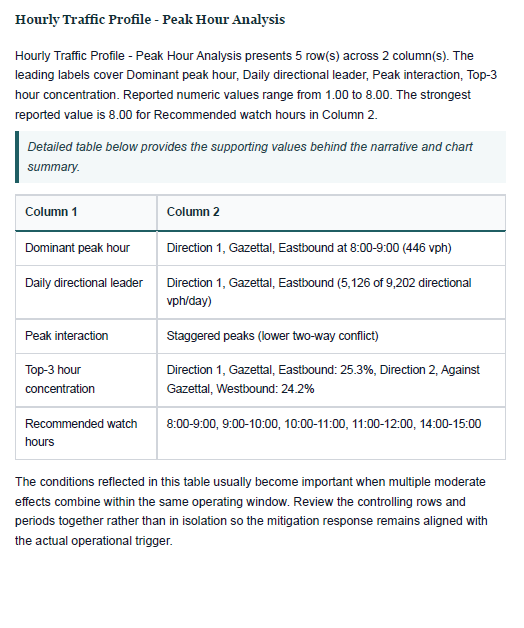 Hourly Traffic Profile - Peak Hour Analysis
Hourly Traffic Profile - Peak Hour Analysis presents 5 row(s) across 2 column(s). The
leading labels cover Dominant peak hour, Daily directional leader, Peak interaction, Top-3
hour concentration. Reported numeric values range from 1.00 to 8.00. The strongest
reported value is 8.00 for Recommended watch hours in Column 2.
Detailed table below provides the supporting values behind the narrative and chart
summary.
Column 1 Column 2
Dominant peak hour Direction 1, Gazettal, Eastbound at 8:00-9:00 (446 vph)
Daily directional leader Direction 1, Gazettal, Eastbound (5,126 of 9,202 directional
vph/day)
Peak interaction Staggered peaks (lower two-way conflict)
Top-3 hour Direction 1, Gazettal, Eastbound: 25.3%, Direction 2, Against
concentration Gazettal, Westbound: 24.2%
Recommended watch 8:00-9:00, 9:00-10:00, 10:00-11:00, 11:00-12:00, 14:00-15:00
hours
The conditions reflected in this table usually become important when multiple moderate
effects combine within the same operating window. Review the controlling rows and
periods together rather than in isolation so the mitigation response remains aligned with
the actual operational trigger.